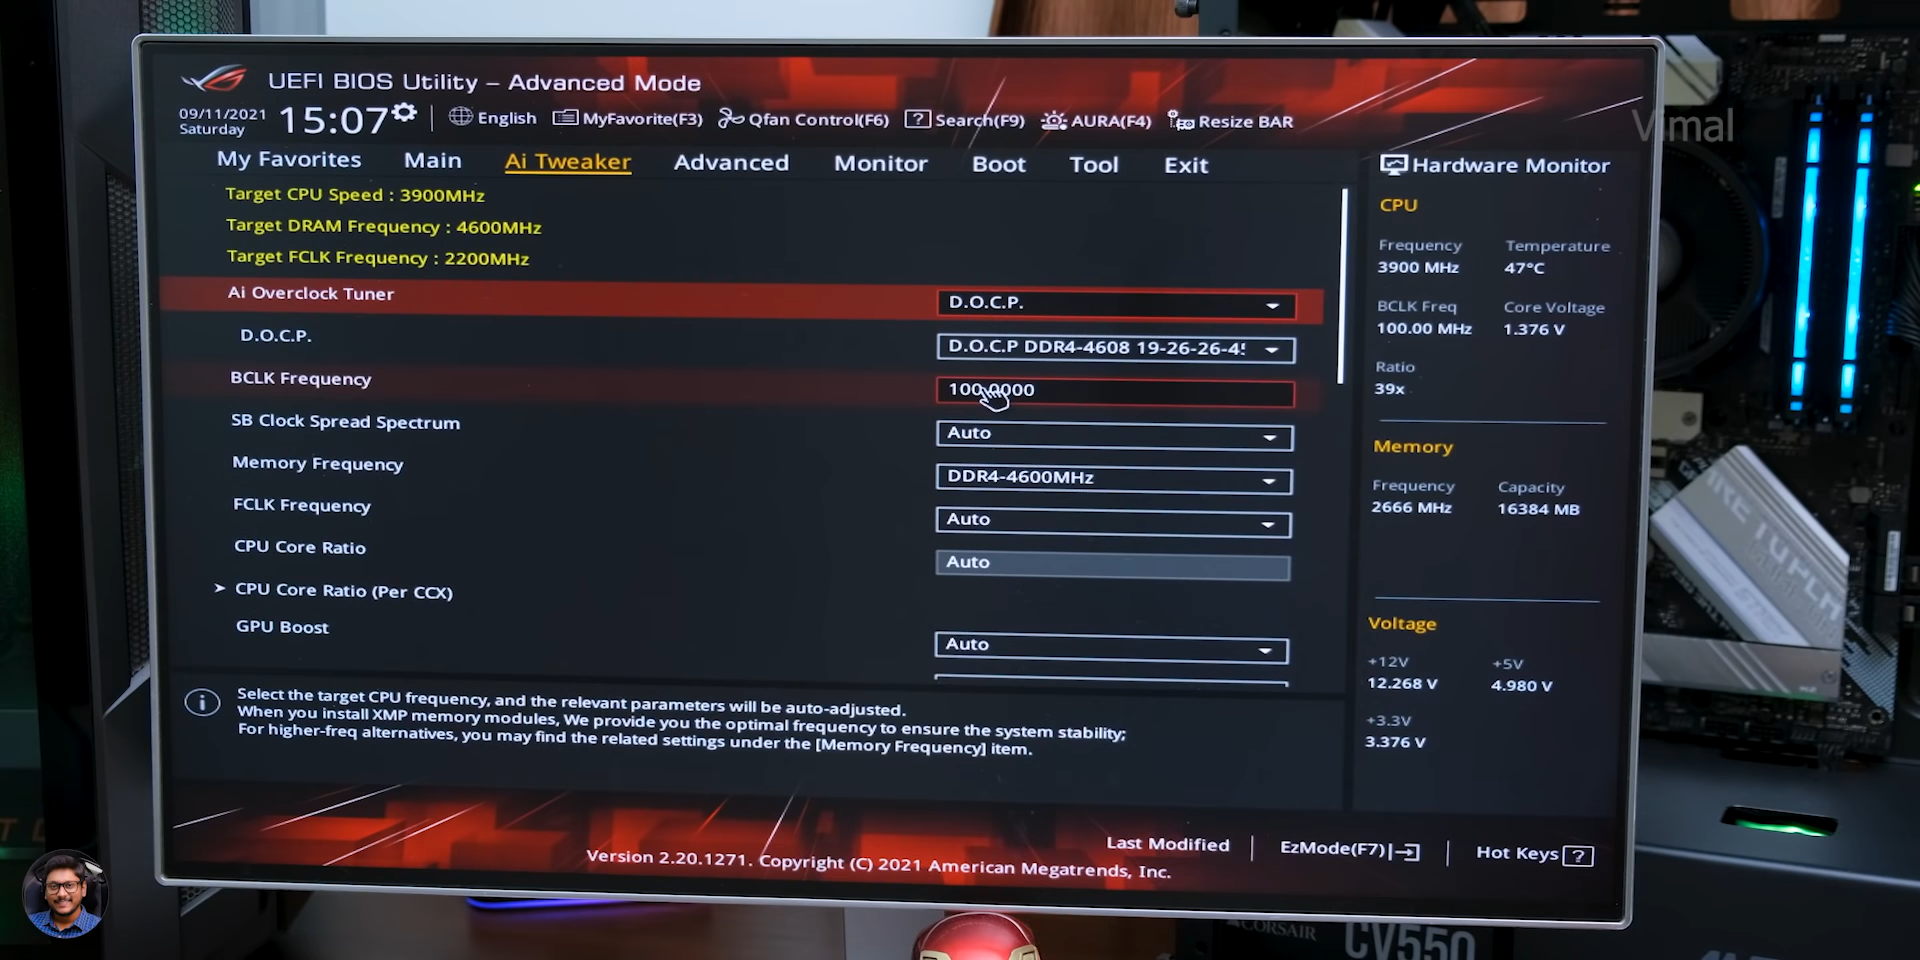 UEFI BIOS Utility – Advanced Mode
09/11/2021
Saturday
15:07
English
MyFavorite(F3)
Qfan Control(F6)
? Search(F9)
AURA(F4)
Resize BAR
Vimal
My Favorites
Main
Ai Tweaker
Advanced
Monitor
Boot
Tool
Exit
Target CPU Speed : 3900MHz
Target DRAM Frequency : 4600MHz
Target FCLK Frequency : 2200MHz
Ai Overclock Tuner
D.O.C.P.
D.O.C.P.
D.O.C.P DDR4-4608 19-26-26-45
BCLK Frequency
100.0000
SB Clock Spread Spectrum
Auto
Memory Frequency
DDR4-4600MHz
FCLK Frequency
Auto
CPU Core Ratio
Auto
CPU Core Ratio (Per CCX)
GPU Boost
Auto
Select the target CPU frequency, and the relevant parameters will be auto-adjusted.
When you install XMP memory modules, We provide you the optimal frequency to ensure the system stability;
For higher-freq alternatives, you may find the related settings under the [Memory Frequency] item.
Hardware Monitor
CPU
Frequency
Temperature
3900 MHz
47°C
BCLK Freq
Core Voltage
100.00 MHz
1.376 V
Ratio
39x
Memory
Frequency
Capacity
2666 MHz
16384 MB
Voltage
+12V
+5V
12.268 V
4.980 V
+3.3V
3.376 V
Last Modified
EzMode(F7)
Hot Keys ?
Version 2.20.1271. Copyright (C) 2021 American Megatrends, Inc.
CORSAIR
CV550